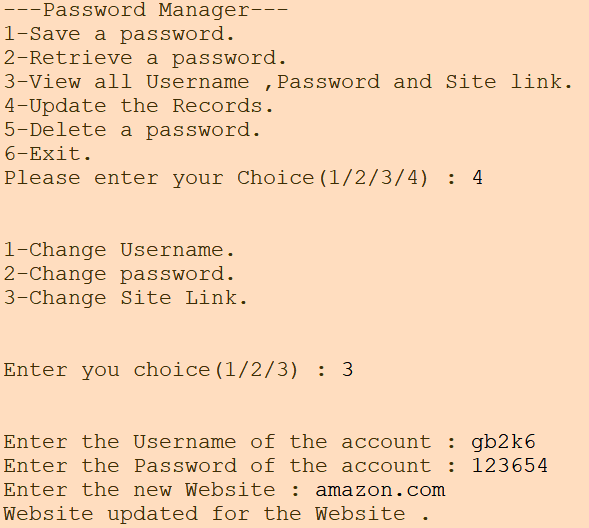 ---Password Manager---
1-Save a password.
2-Retrieve a password.
3-View all Username ,Password and Site link.
4-Update the Records.
5-Delete a password.
6-Exit.
Please enter your Choice(1/2/3/4) : 4
1-Change Username.
2-Change password.
3-Change Site Link.
Enter you choice(1/2/3) : 3
Enter the Username of the account : gb2k6
Enter the Password of the account : 123654
Enter the new Website : amazon.com
Website updated for the Website .